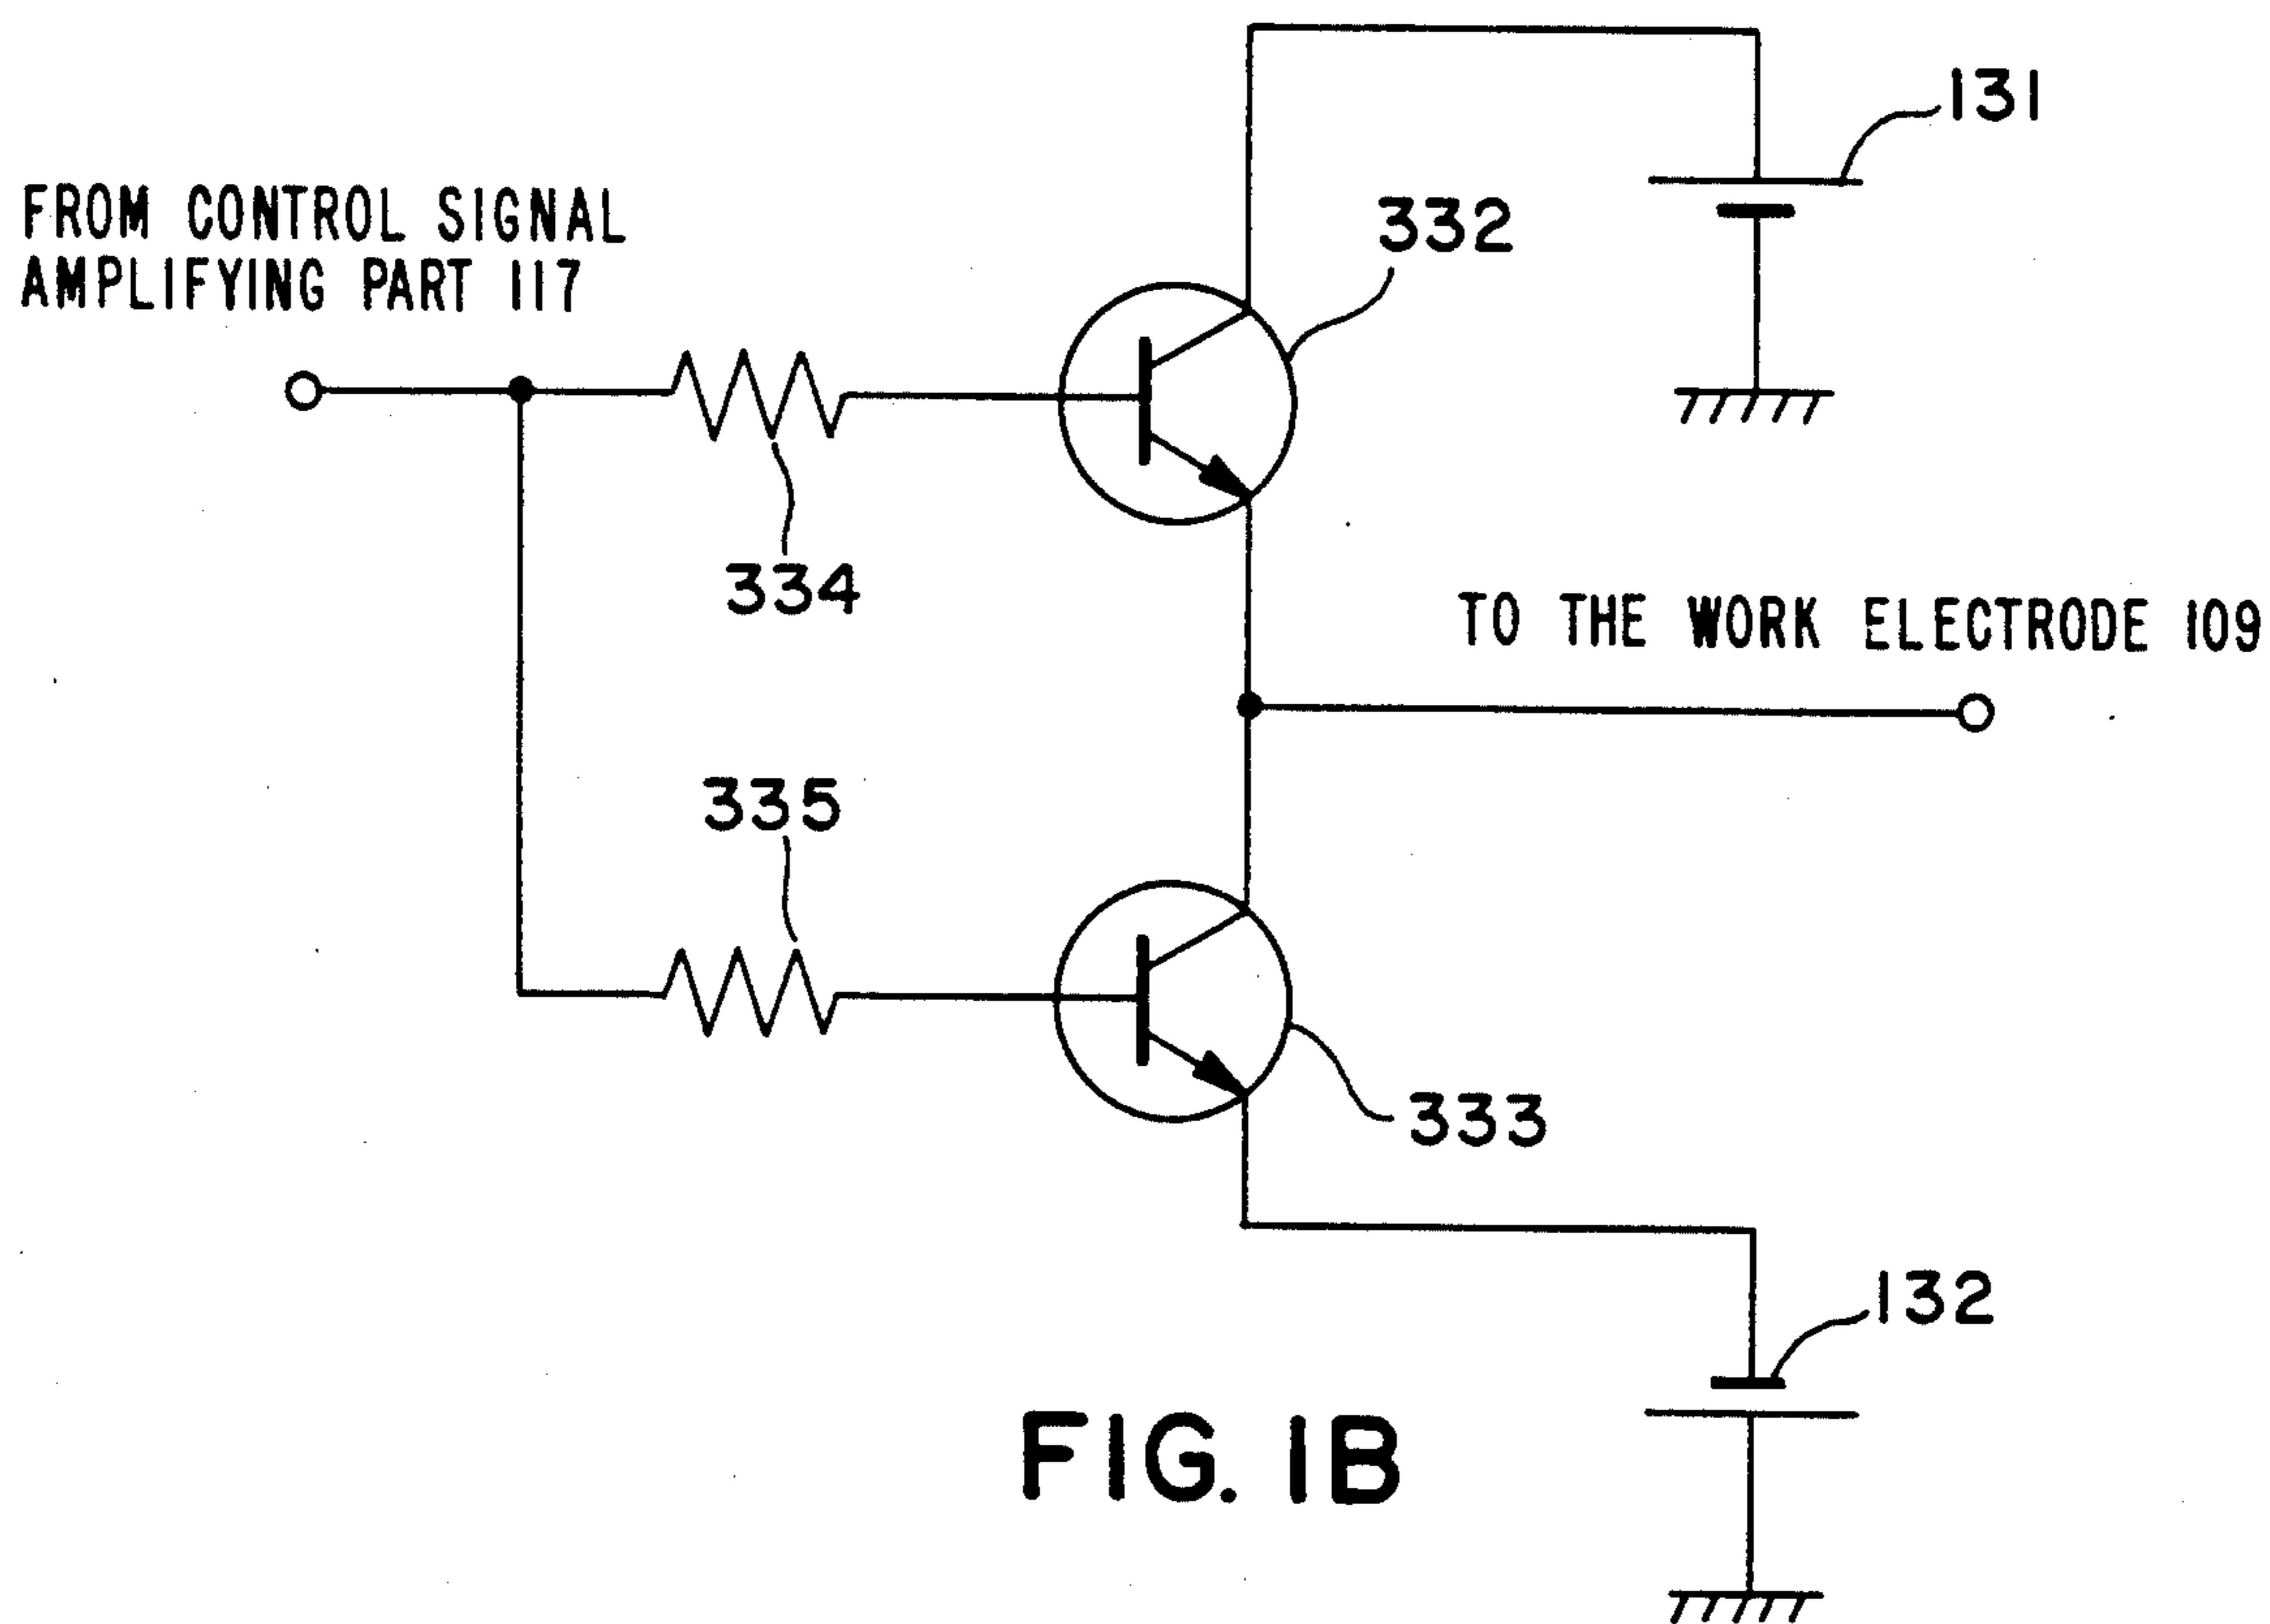 131
FROM CONTROL SIGNAL
AMPLIFYING PART 117
332
334
TO THE WORK ELECTRODE 109
335
333
132
FIG. 1B